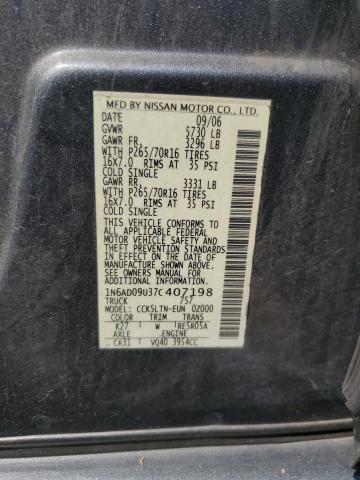 MFD BY NISSAN MOTOR CO., LTD.
DATE 09/06
GVWR 5730 LB
GAWR FR. 3296 LB
WITH P265/70R16 TIRES
16X7.0 RIMS AT 35 PSI
COLD SINGLE
GAWR RR. 3331 LB
WITH P265/70R16 TIRES
16X7.0 RIMS AT 35 PSI
COLD SINGLE
THIS VEHICLE CONFORMS TO
ALL APPLICABLE FEDERAL
MOTOR VEHICLE SAFETY AND
THEFT PREVENTION STANDARDS
IN EFFECT ON THE DATE OF
MANUFACTURE SHOWN ABOVE.
SEE OWNERS MANUAL FOR
ADDITIONAL INFORMATION
1N6AD09U37C407198
TRUCK 757
MODEL: CCK5LTN-EUN 02000
COLOR TRIM TRANS
K27 W RE5R05A
AXLE ENGINE
CA31 VQ40 3954CC